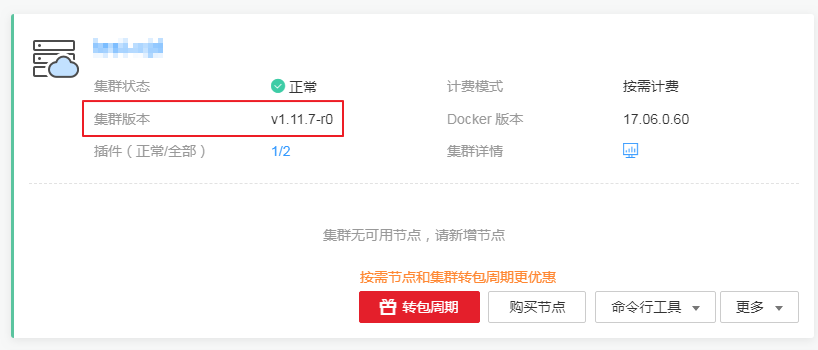 集群状态 正常 计费模式 按需计费
集群版本 v1.11.7-r0 Docker 版本 17.06.0.60
插件（正常/全部） 1/2 集群详情
集群无可用节点，请新增节点
按需节点和集群转包周期更优惠
转包周期 购买节点 命令行工具 更多